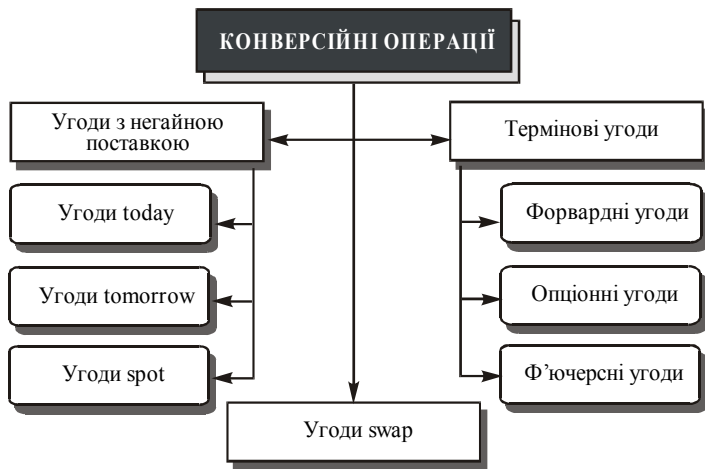 КОНВЕРСІЙНІ ОПЕРАЦІЇ
Угоди з негайною
поставкою
Угоди today
Угоди tomorrow
Угоди spot
Термінові угоди
Форвардні угоди
Опціонні угоди
Ф’ючерсні угоди
Угоди swap